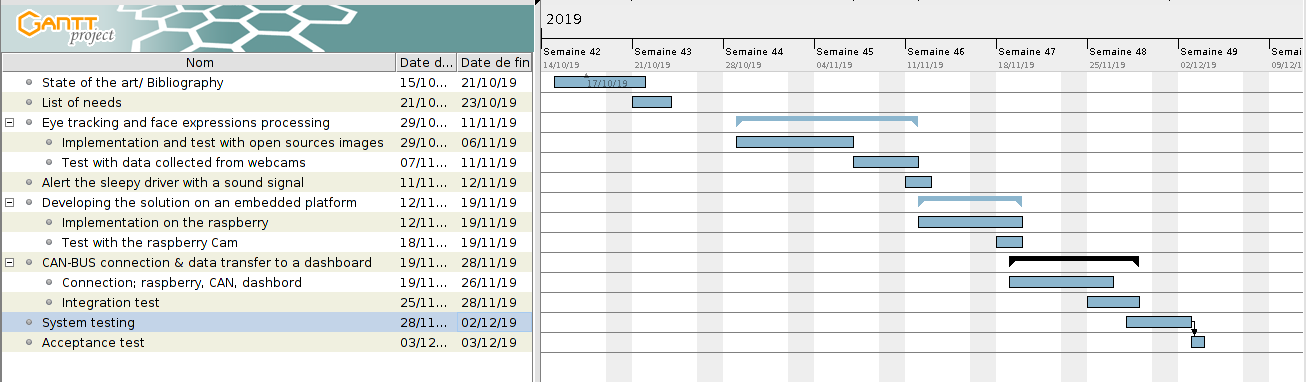 GANTT
project
2019
Semaine 42 Semaine 43 Semaine 44 Semaine 45 Semaine 46 Semaine 47 Semaine 48 Semaine 49 Semai
14/10/19 21/10/19 28/10/19 04/11/19 11/11/19 18/11/19 25/11/19 02/12/19 09/12/1
Nom Date d... Date de fin
State of the art/ Bibliography 15/10... 21/10/19 17/10/19
List of needs 21/10... 23/10/19
Eye tracking and face expressions processing 29/10... 11/11/19
Implementation and test with open sources images 29/10... 06/11/19
Test with data collected from webcams 07/11... 11/11/19
Alert the sleepy driver with a sound signal 11/11... 12/11/19
Developing the solution on an embedded platform 12/11... 19/11/19
Implementation on the raspberry 12/11... 19/11/19
Test with the raspberry Cam 18/11... 19/11/19
CAN-BUS connection & data transfer to a dashboard 19/11... 28/11/19
Connection; raspberry, CAN, dashbord 19/11... 26/11/19
Integration test 25/11... 28/11/19
System testing 28/11... 02/12/19
Acceptance test 03/12... 03/12/19